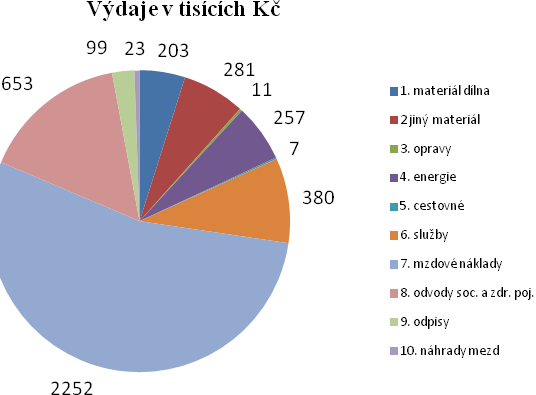 Výdaje v tisících Kč
99
23
203
653
281
11
257
7
380
2252
1. materiál dílna
2jiný materiál
3. opravy
4. energie
5. cestovné
6. služby
7. mzdové náklady
8. odvody soc. a zdr. poj.
9. odpisy
10. náhrady mezd